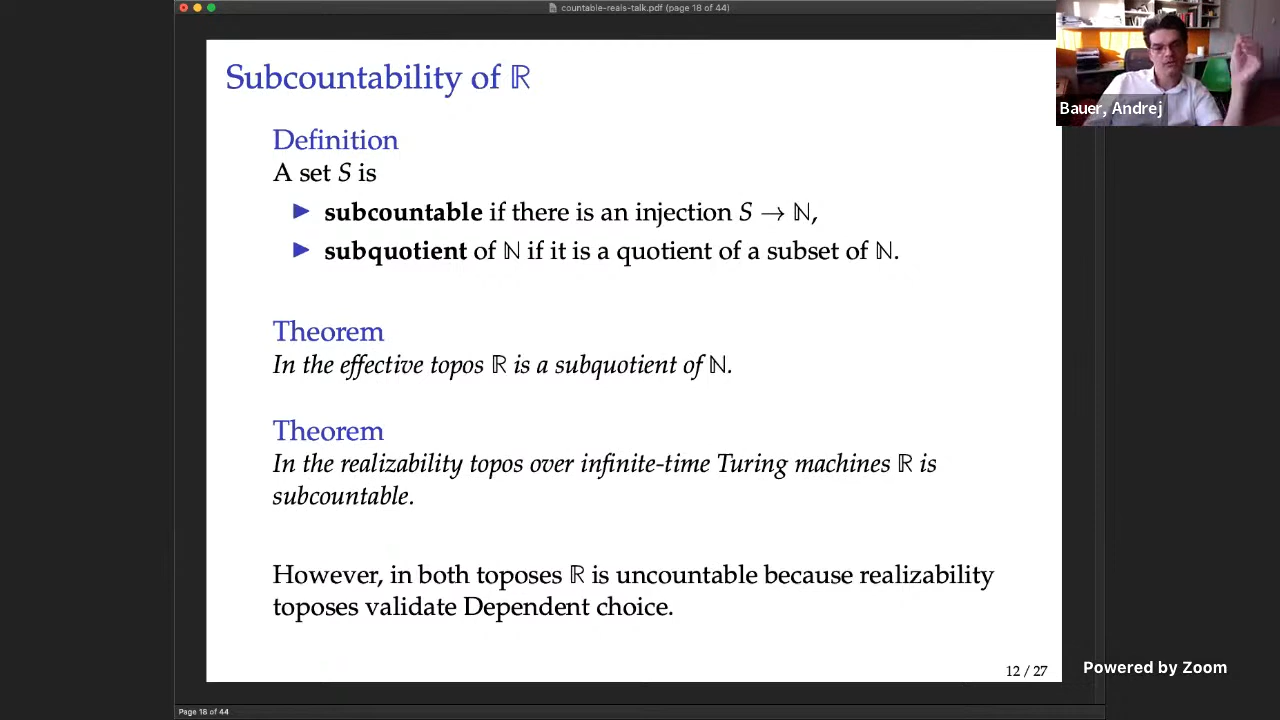 countable-reals-talk.pdf (page 18 of 44)
Bauer, Andrej
Subcountability of ℝ
Definition
A set S is
▶ subcountable if there is an injection S → ℕ,
▶ subquotient of ℕ if it is a quotient of a subset of ℕ.
Theorem
In the effective topos ℝ is a subquotient of ℕ.
Theorem
In the realizability topos over infinite-time Turing machines ℝ is
subcountable.
However, in both toposes ℝ is uncountable because realizability
toposes validate Dependent choice.
12 / 27
Powered by Zoom
Page 18 of 44